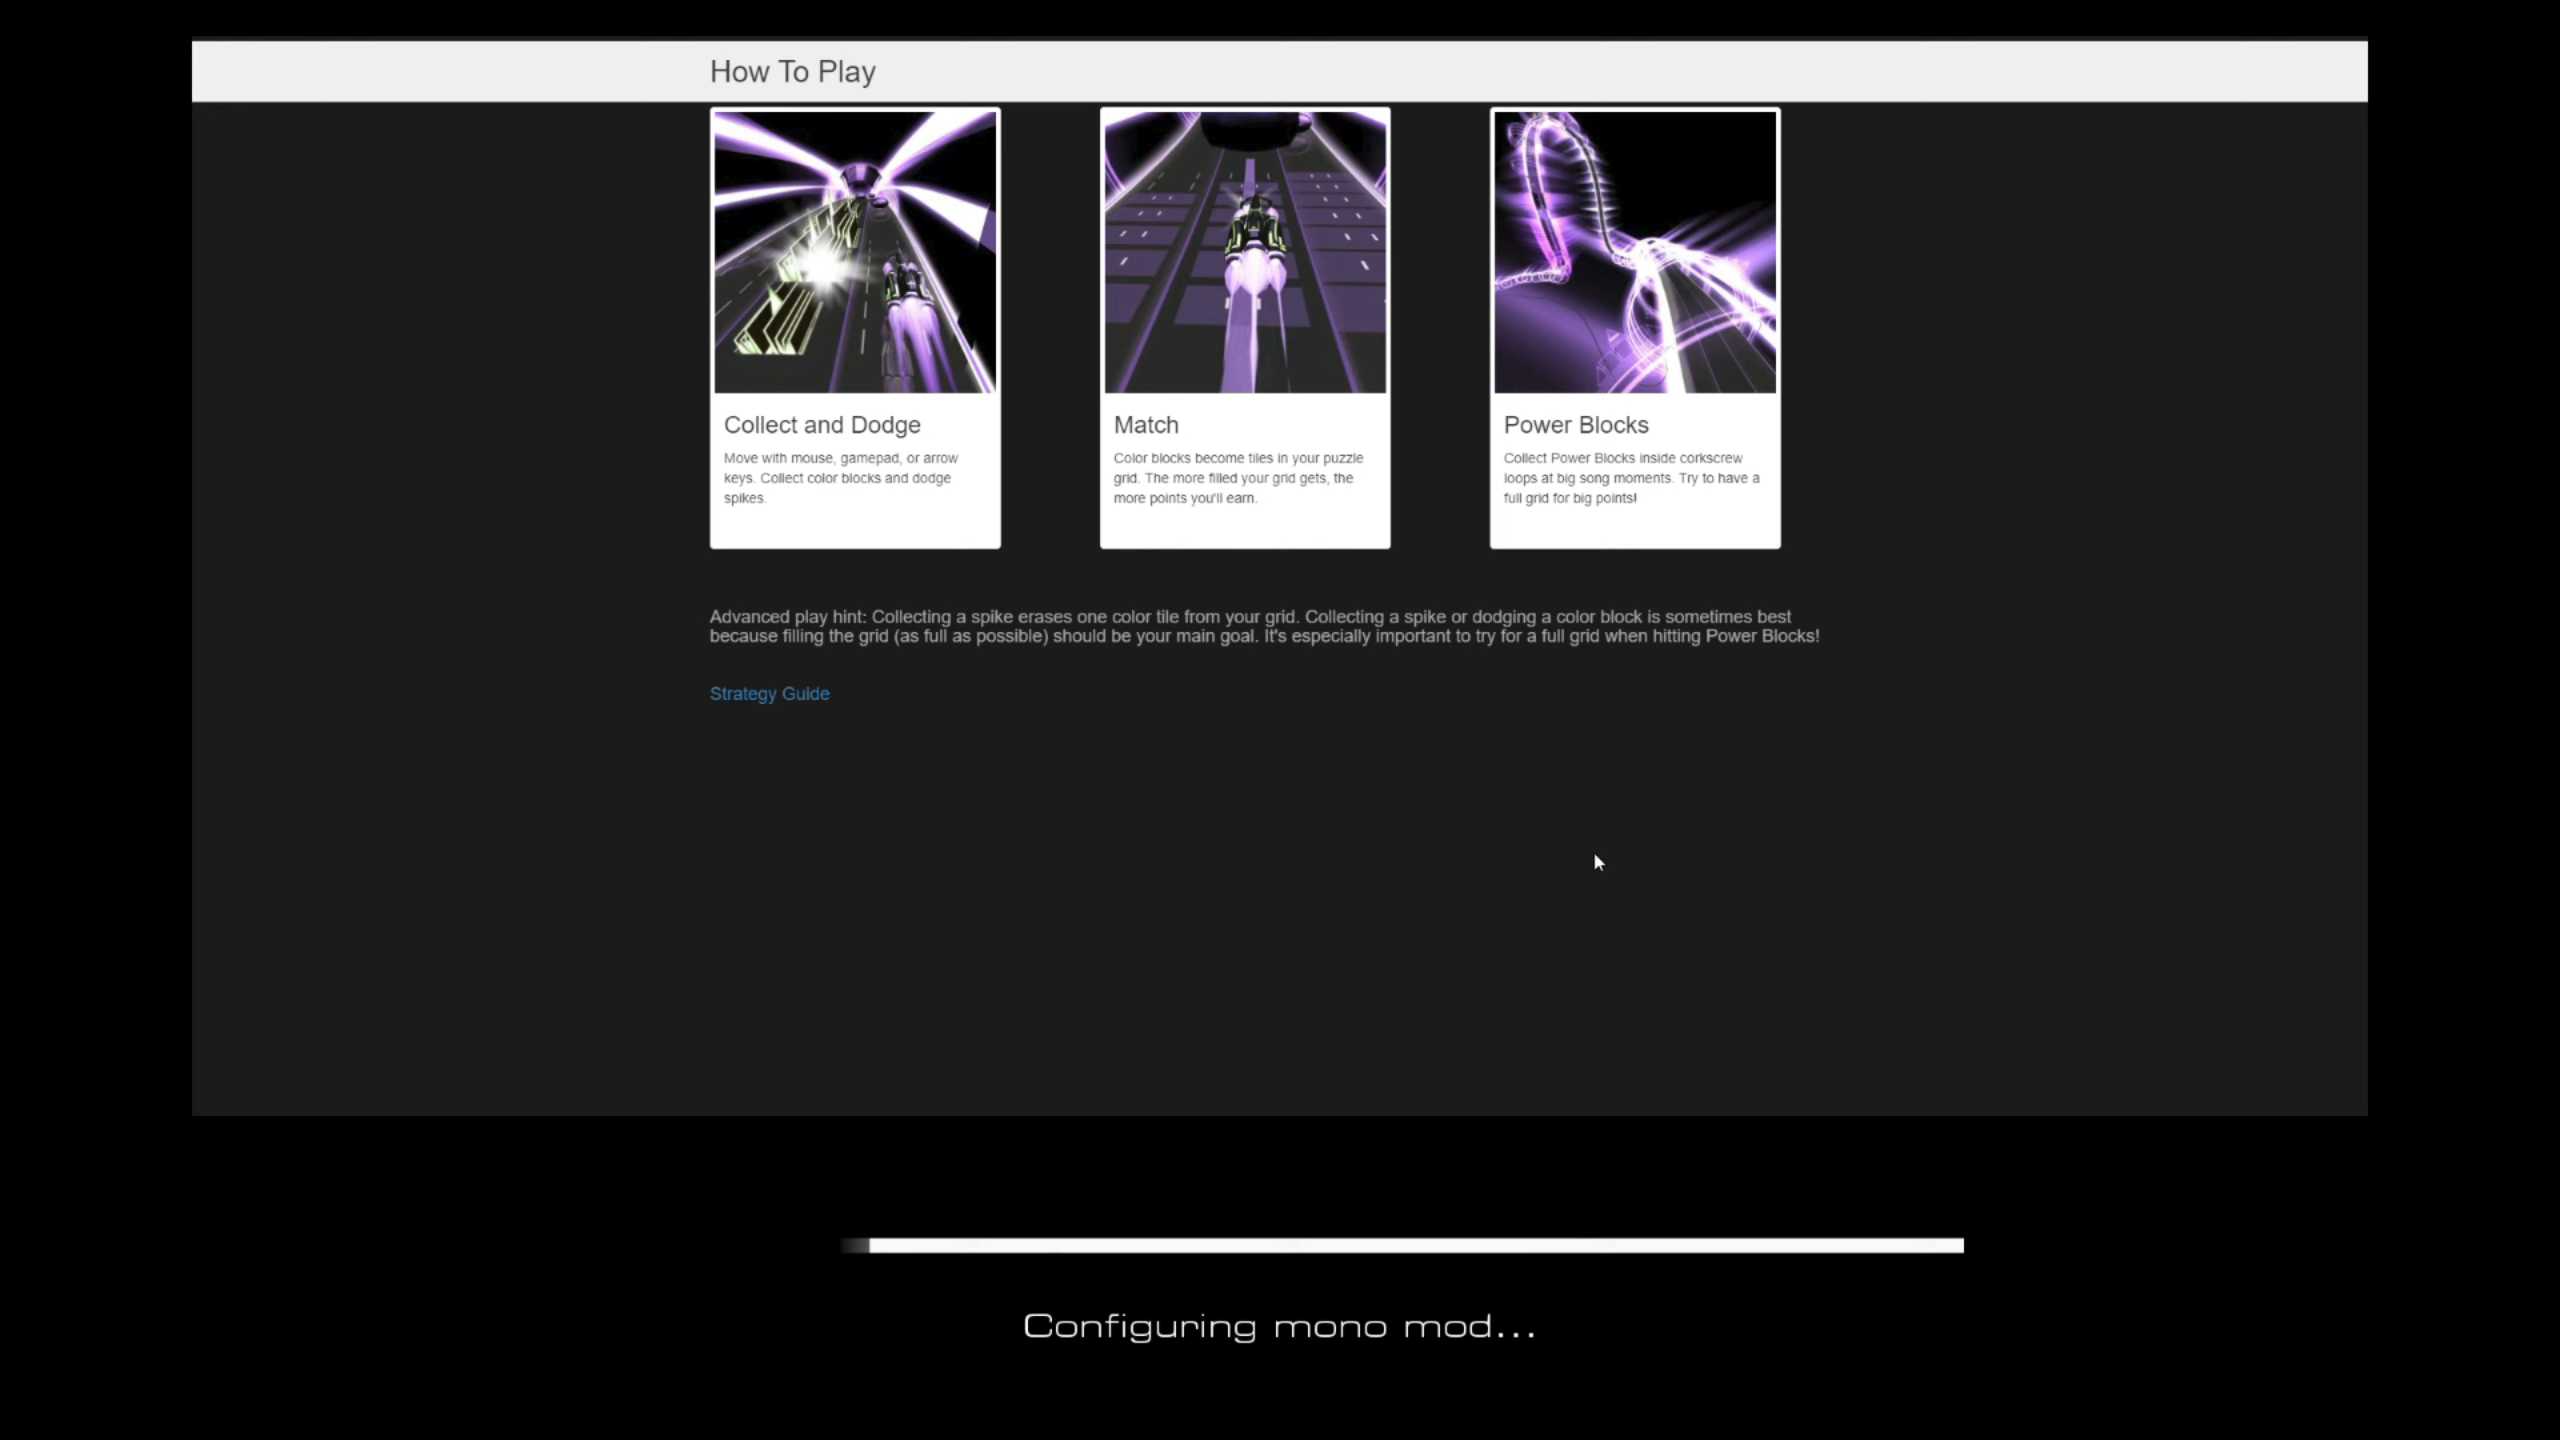 How To Play
Collect and Dodge
Move with mouse, gamepad, or arrow
keys. Collect color blocks and dodge
spikes.
Match
Color blocks become tiles in your puzzle
grid. The more filled your grid gets, the
more points you'll earn.
Power Blocks
Collect Power Blocks inside corkscrew
loops at big song moments. Try to have a
full grid for big points!
Advanced play hint: Collecting a spike erases one color tile from your grid. Collecting a spike or dodging a color block is sometimes best
because filling the grid (as full as possible) should be your main goal. It's especially important to try for a full grid when hitting Power Blocks!
Strategy Guide
Configuring mono mod...